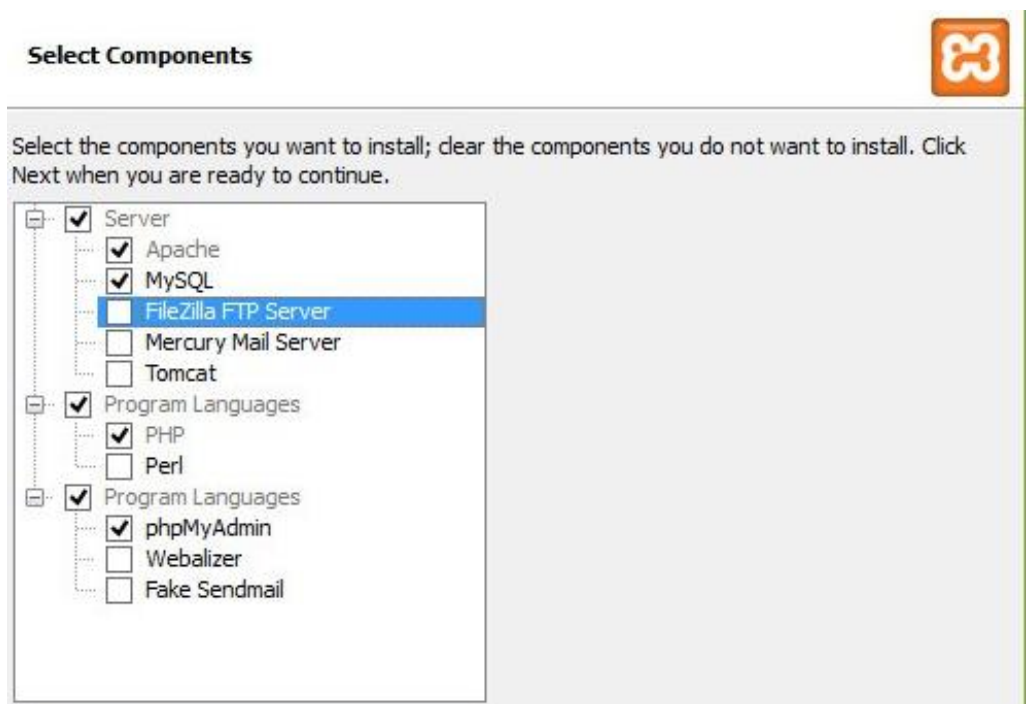 Select Components
Select the components you want to install; clear the components you do not want to install. Click
Next when you are ready to continue.
Server
Apache
MySQL
FileZilla FTP Server
Mercury Mail Server
Tomcat
Program Languages
PHP
Perl
Program Languages
phpMyAdmin
Webalizer
Fake Sendmail